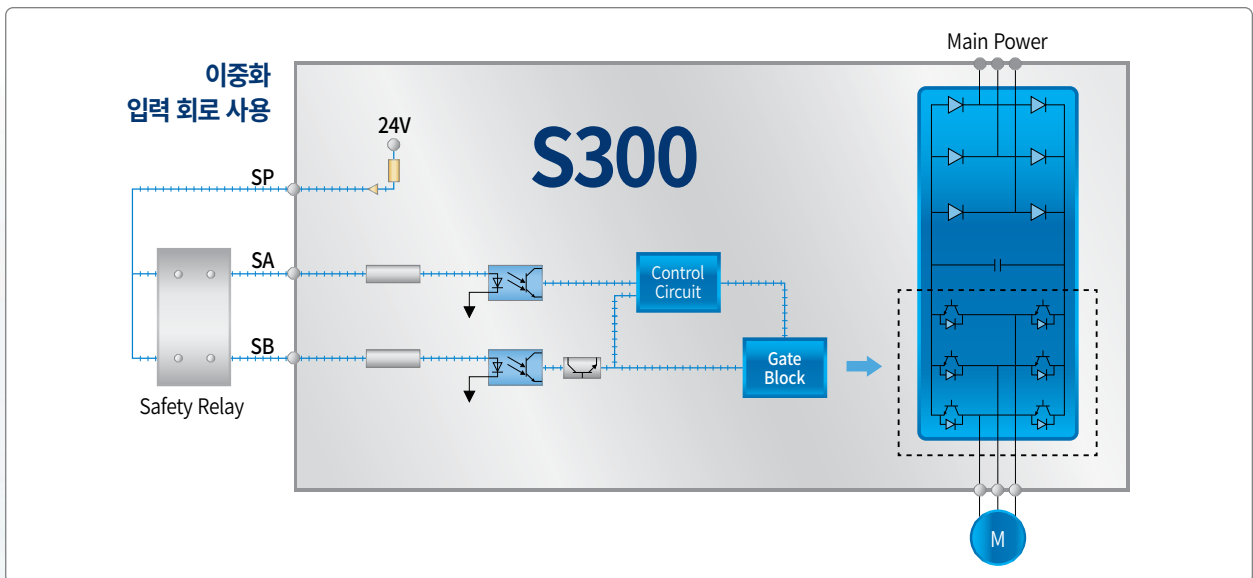 Main Power
이중화
입력 회로 사용
24V
S300
SP
SA
Control
Circuit
SB
Gate
Block
Safety Relay
M